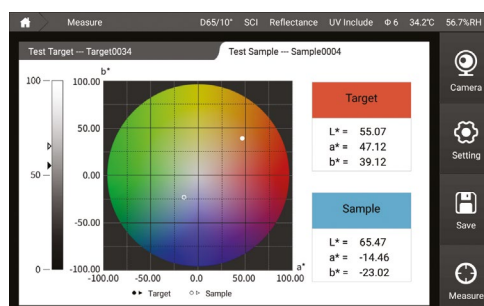 Measure D65/10° SCI Reflectance UV Include Φ 6 34.2℃ 56.7%RH
Test Target --- Target0034
Test Sample --- Sample0004
Camera
Setting
Save
Measure
100
50
0
b*
100.00
50.00
0.00
-50.00
-100.00
-100.00 -50.00 0.0 50.00 100.00
a*
Target
Sample
Target
L* = 55.07
a* = 47.12
b* = 39.12
Sample
L* = 65.47
a* = -14.46
b* = -23.02